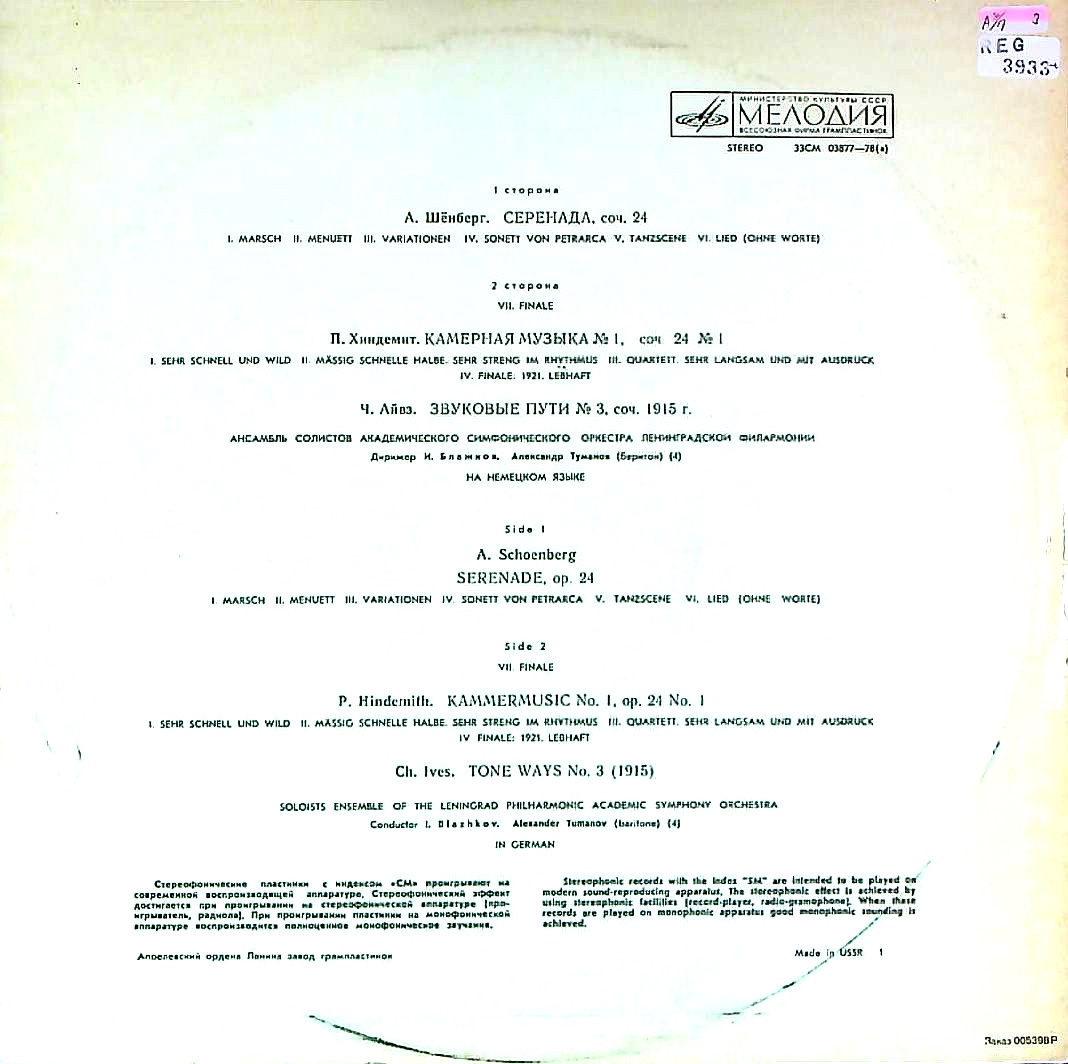 А/Л 3
REG
3933
МИНИСТЕРСТВО КУЛЬТУРЫ СССР
МЕЛОДИЯ
ВСЕСОЮЗНАЯ ФИРМА ГРАМПЛАСТИНОК
STEREO 33СМ 03877—78(а)
1 сторона
А. Шёнберг. СЕРЕНАДА, соч. 24
I. MARSCH II. MENUETT III. VARIATIONEN IV. SONETT VON PETRARCA V. TANZSCENE VI. LIED (OHNE WORTE)
2 сторона
VII. FINALE
П. Хиндемит. КАМЕРНАЯ МУЗЫКА № 1, соч 24 № 1
I. SEHR SCHNELL UND WILD II. MÄSSIG SCHNELLE HALBE. SEHR STRENG IM RHYTHMUS III. QUARTETT. SEHR LANGSAM UND MIT AUSDRUCK
IV. FINALE: 1921. LEBHAFT
Ч. Айвз. ЗВУКОВЫЕ ПУТИ № 3, соч. 1915 г.
АНСАМБЛЬ СОЛИСТОВ АКАДЕМИЧЕСКОГО СИМФОНИЧЕСКОГО ОРКЕСТРА ЛЕНИНГРАДСКОЙ ФИЛАРМОНИИ
Дирижер И. Блажков. Александр Туманов (баритон) (4)
НА НЕМЕЦКОМ ЯЗЫКЕ
Side 1
A. Schoenberg
SERENADE, op. 24
I. MARSCH II. MENUETT III. VARIATIONEN IV. SONETT VON PETRARCA V. TANZSCENE VI. LIED (OHNE WORTE)
Side 2
VII. FINALE
P. Hindemith. KAMMERMUSIC No. 1, op. 24 No. 1
I. SEHR SCHNELL UND WILD II. MÄSSIG SCHNELLE HALBE. SEHR STRENG IM RHYTHMUS III. QUARTETT. SEHR LANGSAM UND MIT AUSDRUCK
IV FINALE: 1921. LEBHAFT
Ch. Ives. TONE WAYS No. 3 (1915)
SOLOISTS ENSEMBLE OF THE LENINGRAD PHILHARMONIC ACADEMIC SYMPHONY ORCHESTRA
Conductor I. Blazhkov. Alexander Tumanov (baritone) (4)
IN GERMAN
Стереофонические пластинки с индексом «СМ» проигрывают на
современной воспроизводящей аппаратуре. Стереофонический эффект
достигается при проигрывании на стереофонической аппаратуре (про-
игрыватель, радиола). При проигрывании пластинки на монофонической
аппаратуре воспроизводится полноценное монофоническое звучание.
Stereophonic records with the Index "SM" are intended to be played on
modern sound-reproducing apparatus. The stereophonic effect is achieved by
using stereophonic facilities (record-player, radio-gramophone). When these
records are played on monophonic apparatus good monophonic sounding is
achieved.
Апрелевский ордена Ленина завод грампластинок
Made in USSR 1
Заказ 005398Р